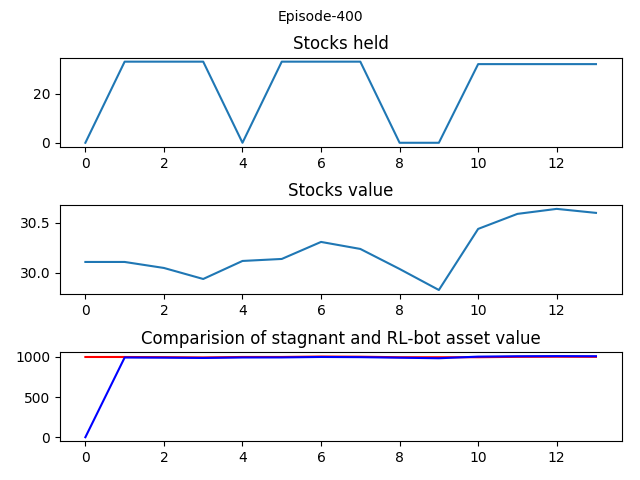 Episode-400
Stocks held
20
0
0 2 4 6 8 10 12
Stocks value
30.5
30.0
0 2 4 6 8 10 12
Comparision of stagnant and RL-bot asset value
1000
500
0
0 2 4 6 8 10 12